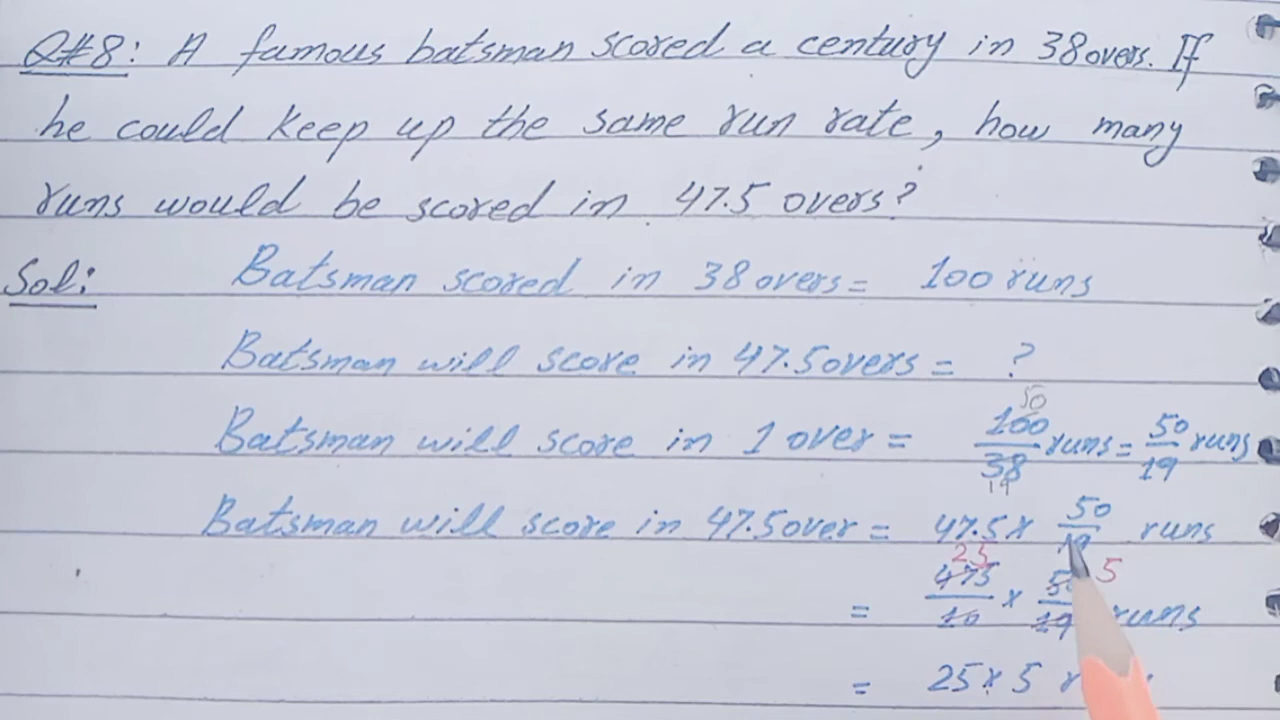 Q#8: A famous batsman scored a century in 38 overs. If
he could keep up the same run rate, how many
runs would be scored in 47.5 overs?
Sol: Batsman scored in 38 overs = 100 runs
Batsman will score in 47.5 overs = ?
50
Batsman will score in 1 over = 100/38 runs = 50/19 runs
19
Batsman will score in 47.5 over = 47.5 x 50/19 runs
25 5
= 475/10 x 50/19 runs
= 25 x 5